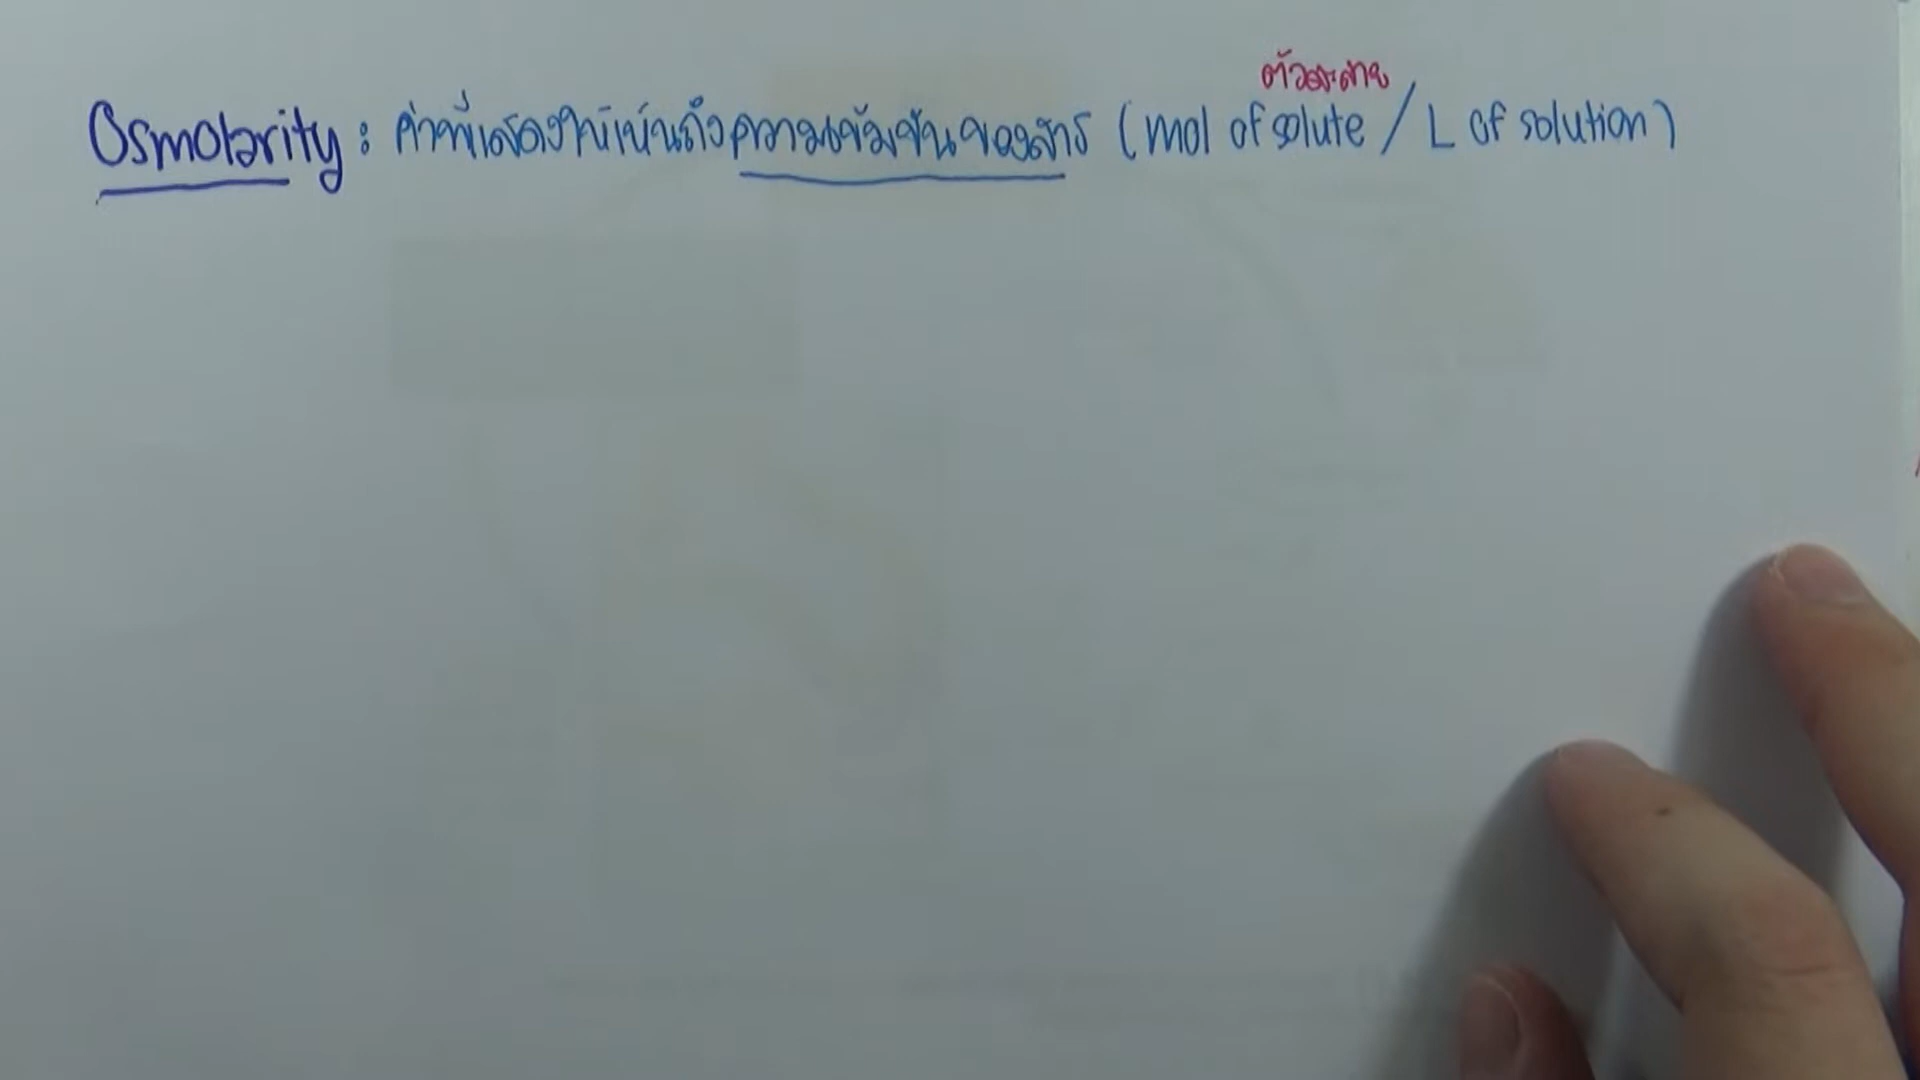 ตัวละลาย
Osmolarity : ค่าที่แสดงให้เห็นถึงความเข้มข้นของสาร (mol of solute / L of solution)